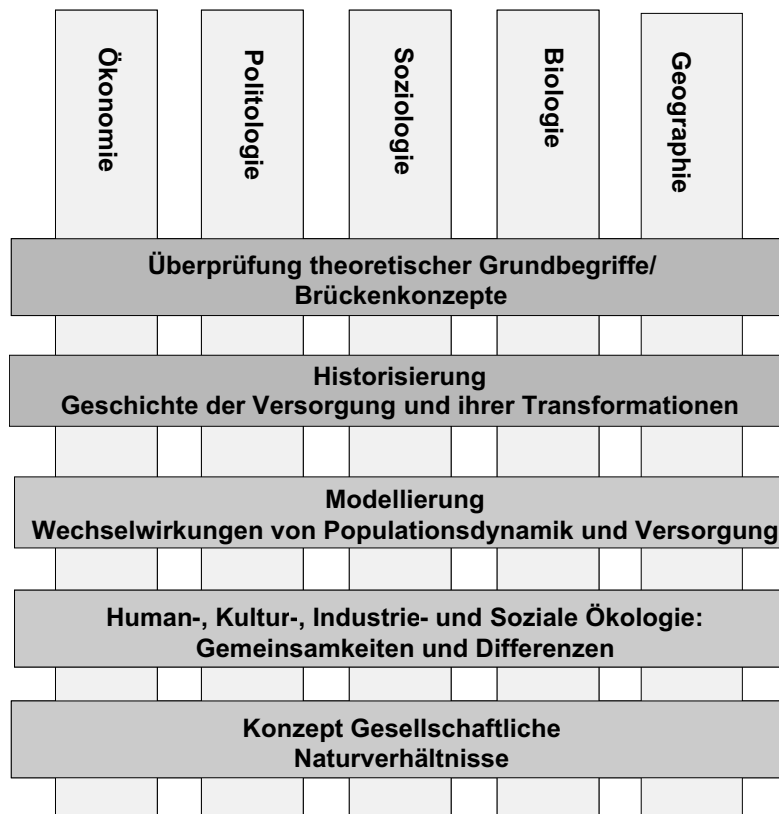 Ökonomie
Politologie
Soziologie
Biologie
Geographie
Überprüfung theoretischer Grundbegriffe/
Brückenkonzepte
Historisierung
Geschichte der Versorgung und ihrer Transformationen
Modellierung
Wechselwirkungen von Populationsdynamik und Versorgung
Human-, Kultur-, Industrie- und Soziale Ökologie:
Gemeinsamkeiten und Differenzen
Konzept Gesellschaftliche
Naturverhältnisse